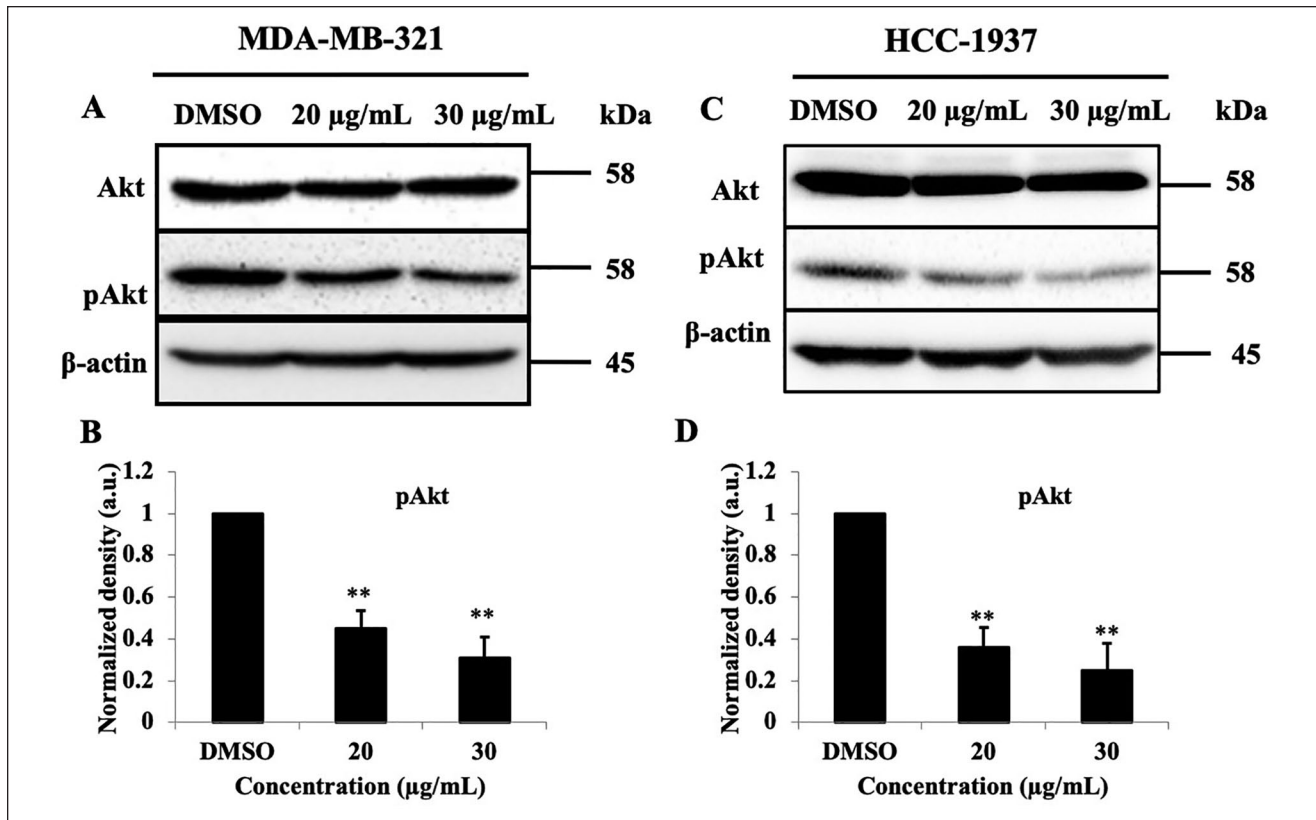 MDA-MB-321
A
DMSO 20 µg/mL 30 µg/mL kDa
Akt
58
pAkt
58
β-actin
45
B
Normalized density (a.u.)
1.2
1
0.8
0.6
0.4
0.2
0
pAkt
**
**
DMSO 20 30
Concentration (µg/mL)
HCC-1937
C
DMSO 20 µg/mL 30 µg/mL kDa
Akt
58
pAkt
58
β-actin
45
D
Normalized density (a.u.)
1.2
1
0.8
0.6
0.4
0.2
0
pAkt
**
**
DMSO 20 30
Concentration (µg/mL)